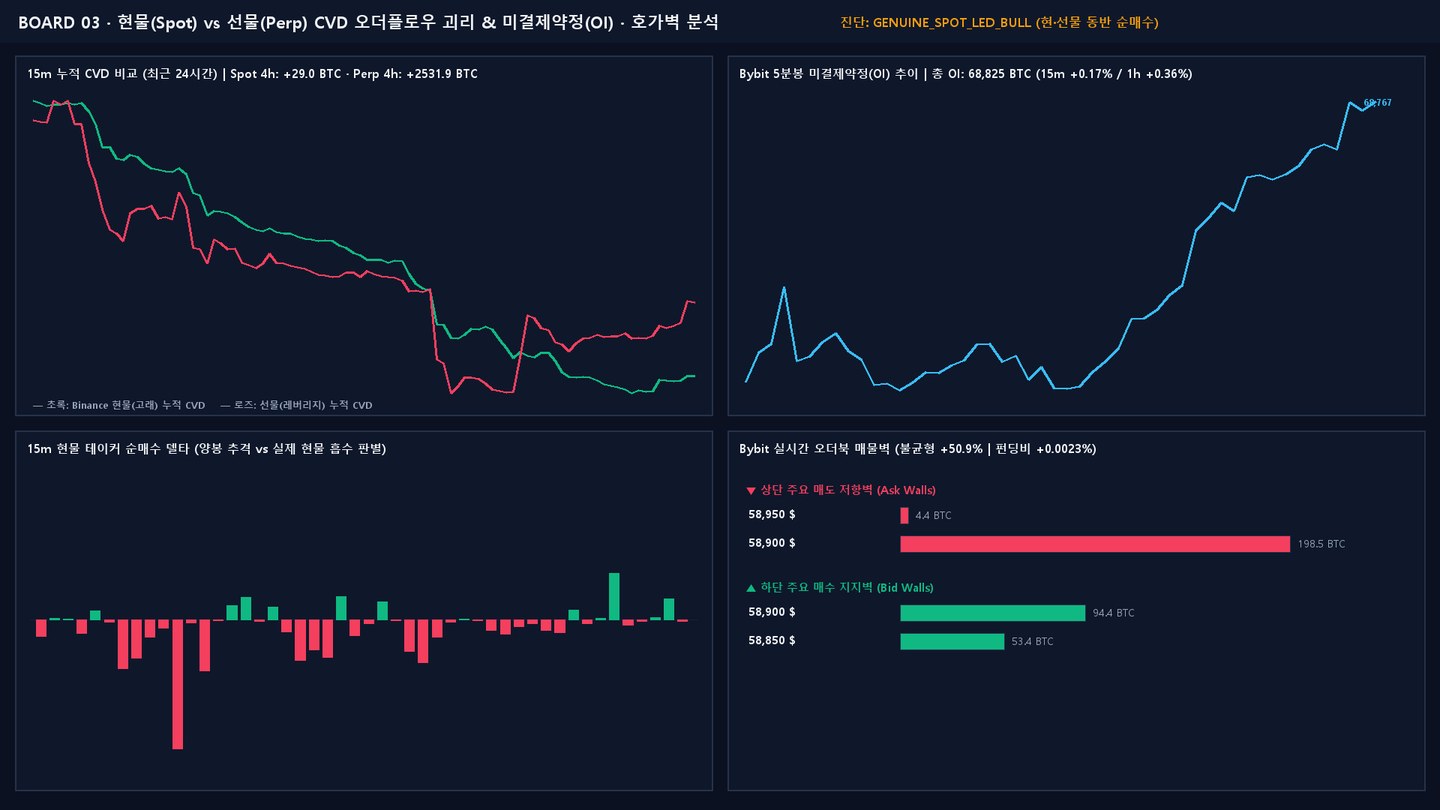 BOARD 03 · 현물(Spot) vs 선물(Perp) CVD 오더플로우 괴리 & 미결제약정(OI) · 호가벽 분석
진단: GENUINE_SPOT_LED_BULL (현·선물 동반 순매수)
15m 누적 CVD 비교 (최근 24시간) | Spot 4h: +29.0 BTC · Perp 4h: +2531.9 BTC
— 초록: Binance 현물(고래) 누적 CVD
— 로즈: 선물(레버리지) 누적 CVD
Bybit 5분봉 미결제약정(OI) 추이 | 총 OI: 68,825 BTC (15m +0.17% / 1h +0.36%)
15m 현물 테이커 순매수 델타 (양봉 추격 vs 실제 현물 흡수 판별)
Bybit 실시간 오더북 매물벽 (불균형 +50.9% | 펀딩비 +0.0023%)
▼ 상단 주요 매도 저항벽 (Ask Walls)
58,950 $ 4.4 BTC
58,900 $ 198.5 BTC
▲ 하단 주요 매수 지지벽 (Bid Walls)
58,900 $ 94.4 BTC
58,850 $ 53.4 BTC